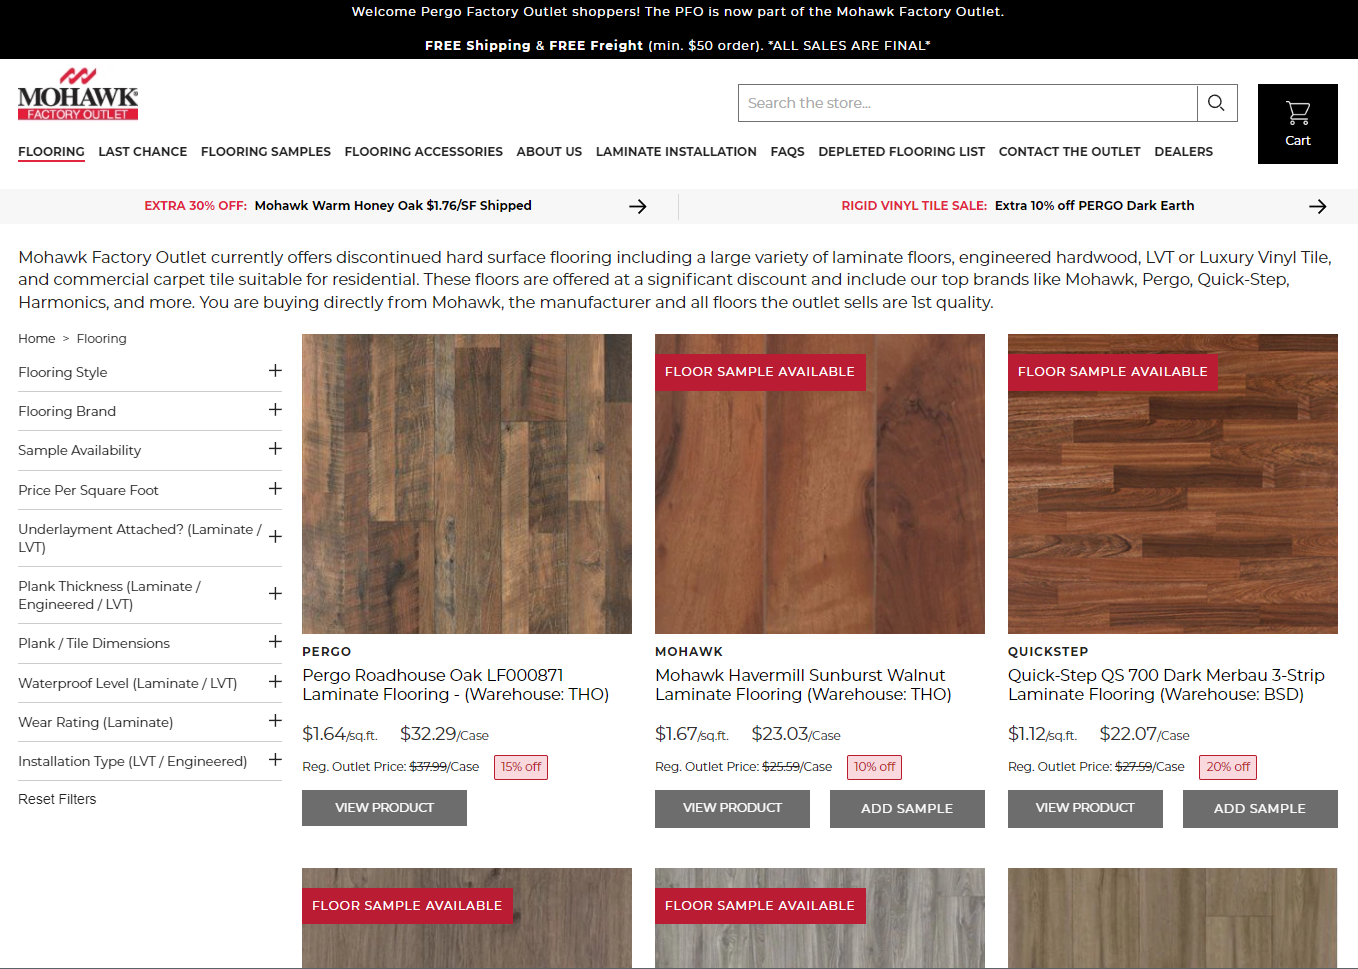 Welcome Pergo Factory Outlet shoppers! The PFO is now part of the Mohawk Factory Outlet.
FREE Shipping & FREE Freight (min. $50 order). *ALL SALES ARE FINAL*
MOHAWK
FACTORY OUTLET
Search the store...
Cart
FLOORING LAST CHANCE FLOORING SAMPLES FLOORING ACCESSORIES ABOUT US LAMINATE INSTALLATION FAQS DEPLETED FLOORING LIST CONTACT THE OUTLET DEALERS
EXTRA 30% OFF: Mohawk Warm Honey Oak $1.76/SF Shipped
RIGID VINYL TILE SALE: Extra 10% off PERGO Dark Earth
Mohawk Factory Outlet currently offers discontinued hard surface flooring including a large variety of laminate floors, engineered hardwood, LVT or Luxury Vinyl Tile,
and commercial carpet tile suitable for residential. These floors are offered at a significant discount and include our top brands like Mohawk, Pergo, Quick-Step,
Harmonics, and more. You are buying directly from Mohawk, the manufacturer and all floors the outlet sells are 1st quality.
Home > Flooring
Flooring Style
Flooring Brand
Sample Availability
Price Per Square Foot
Underlayment Attached? (Laminate /
LVT)
Plank Thickness (Laminate /
Engineered / LVT)
Plank / Tile Dimensions
Waterproof Level (Laminate / LVT)
Wear Rating (Laminate)
Installation Type (LVT / Engineered)
Reset Filters
PERGO
Pergo Roadhouse Oak LF000871
Laminate Flooring - (Warehouse: THO)
$1.64/sq.ft. $32.29/Case
Reg. Outlet Price: $37.99/Case 15% off
VIEW PRODUCT
FLOOR SAMPLE AVAILABLE
MOHAWK
Mohawk Havermill Sunburst Walnut
Laminate Flooring (Warehouse: THO)
$1.67/sq.ft. $23.03/Case
Reg. Outlet Price: $25.59/Case 10% off
VIEW PRODUCT ADD SAMPLE
FLOOR SAMPLE AVAILABLE
QUICKSTEP
Quick-Step QS 700 Dark Merbau 3-Strip
Laminate Flooring (Warehouse: BSD)
$1.12/sq.ft. $22.07/Case
Reg. Outlet Price: $27.59/Case 20% off
VIEW PRODUCT ADD SAMPLE
FLOOR SAMPLE AVAILABLE
FLOOR SAMPLE AVAILABLE